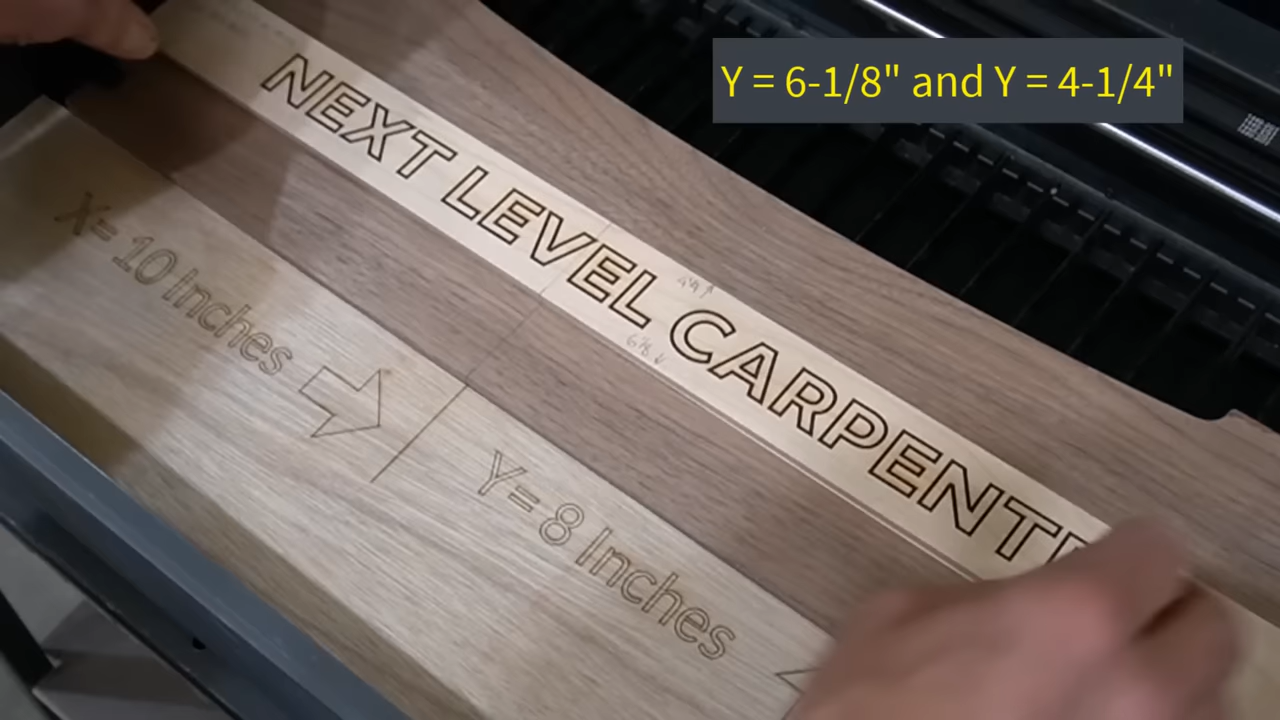 Y = 6-1/8" and Y = 4-1/4"
NEXT LEVEL CARPENT
X= 10 Inches
Y= 8 Inches